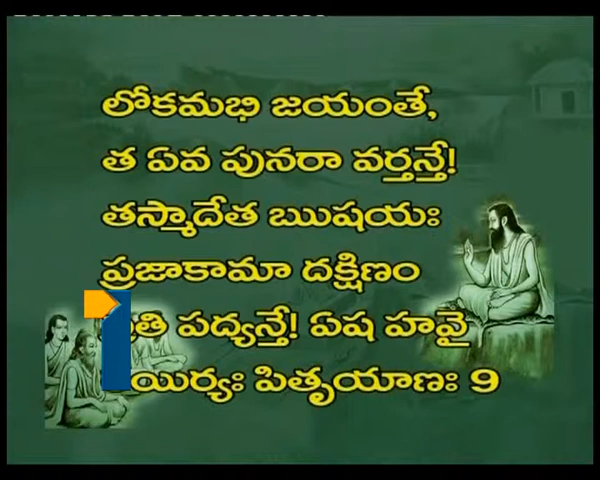 లోకమభి జయంతే,
త ఏవ పునరా వర్తన్తే!
తస్మాదేత ఋషయః
ప్రజాకామా దక్షిణం
పద్యన్తే! ఏష హవై
పితృయాణః 9